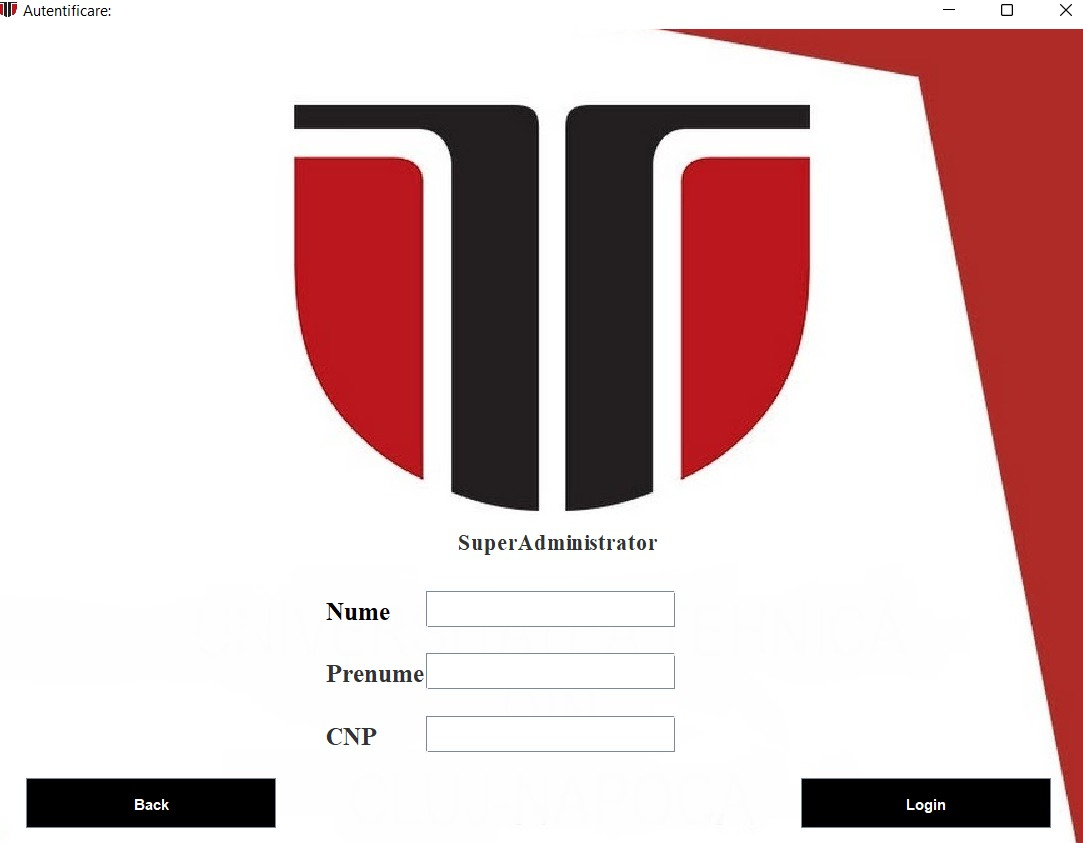 Autentificare:
SuperAdministrator
Nume
Prenume
CNP
Back
Login